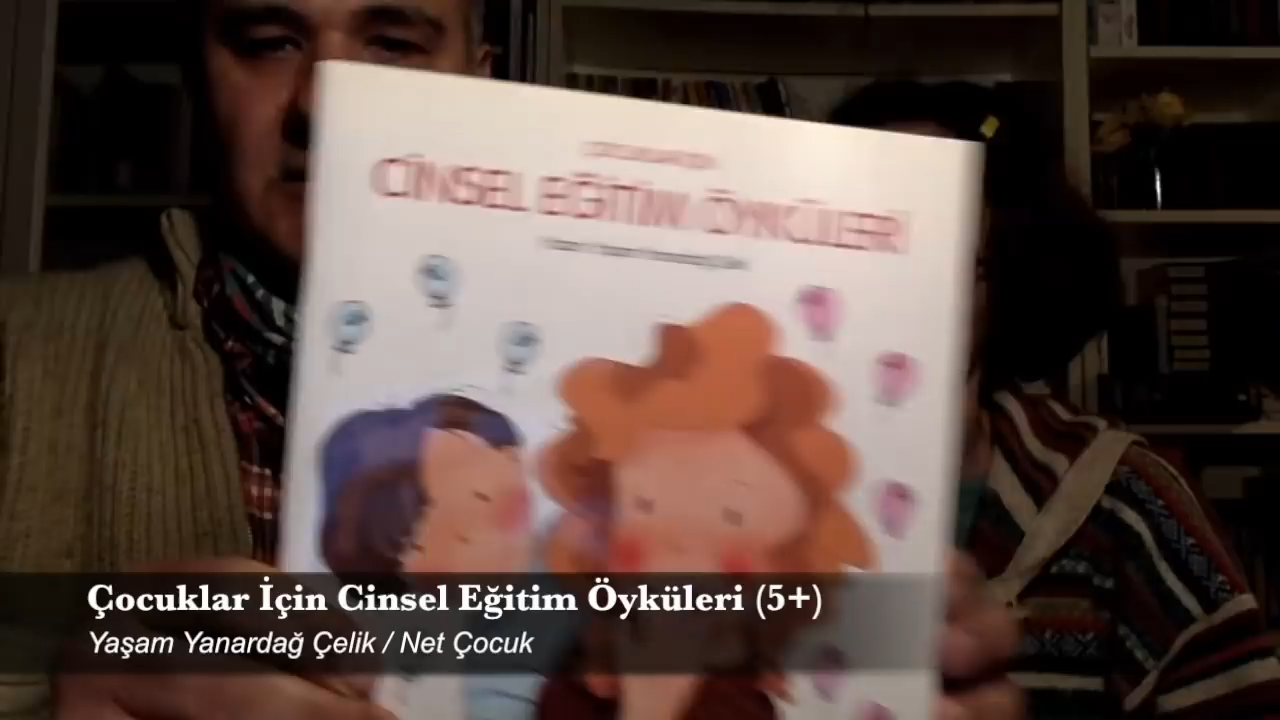 CİNSEL EĞİTİM ÖYKÜLERİ
Çocuklar İçin Cinsel Eğitim Öyküleri (5+)
Yaşam Yanardağ Çelik / Net Çocuk